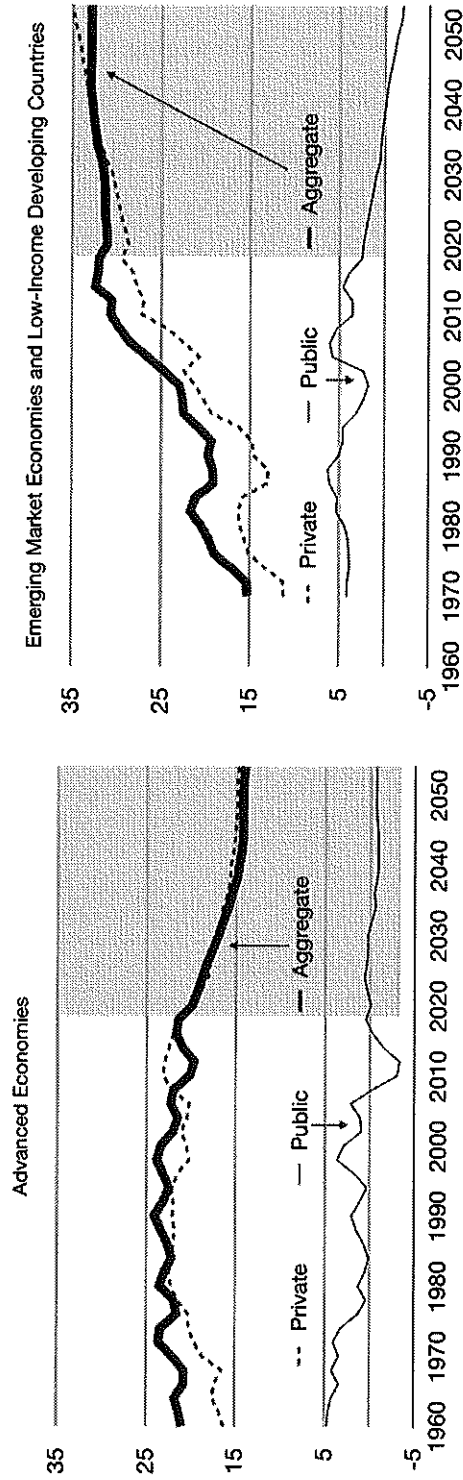 Advanced Economies
35
25
15
5
-5
-- Private
— Public
— Aggregate
1960 1970 1980 1990 2000 2010 2020 2030 2040 2050
Emerging Market Economies and Low-Income Developing Countries
35
25
15
5
-5
-- Private
— Public
— Aggregate
1960 1970 1980 1990 2000 2010 2020 2030 2040 2050